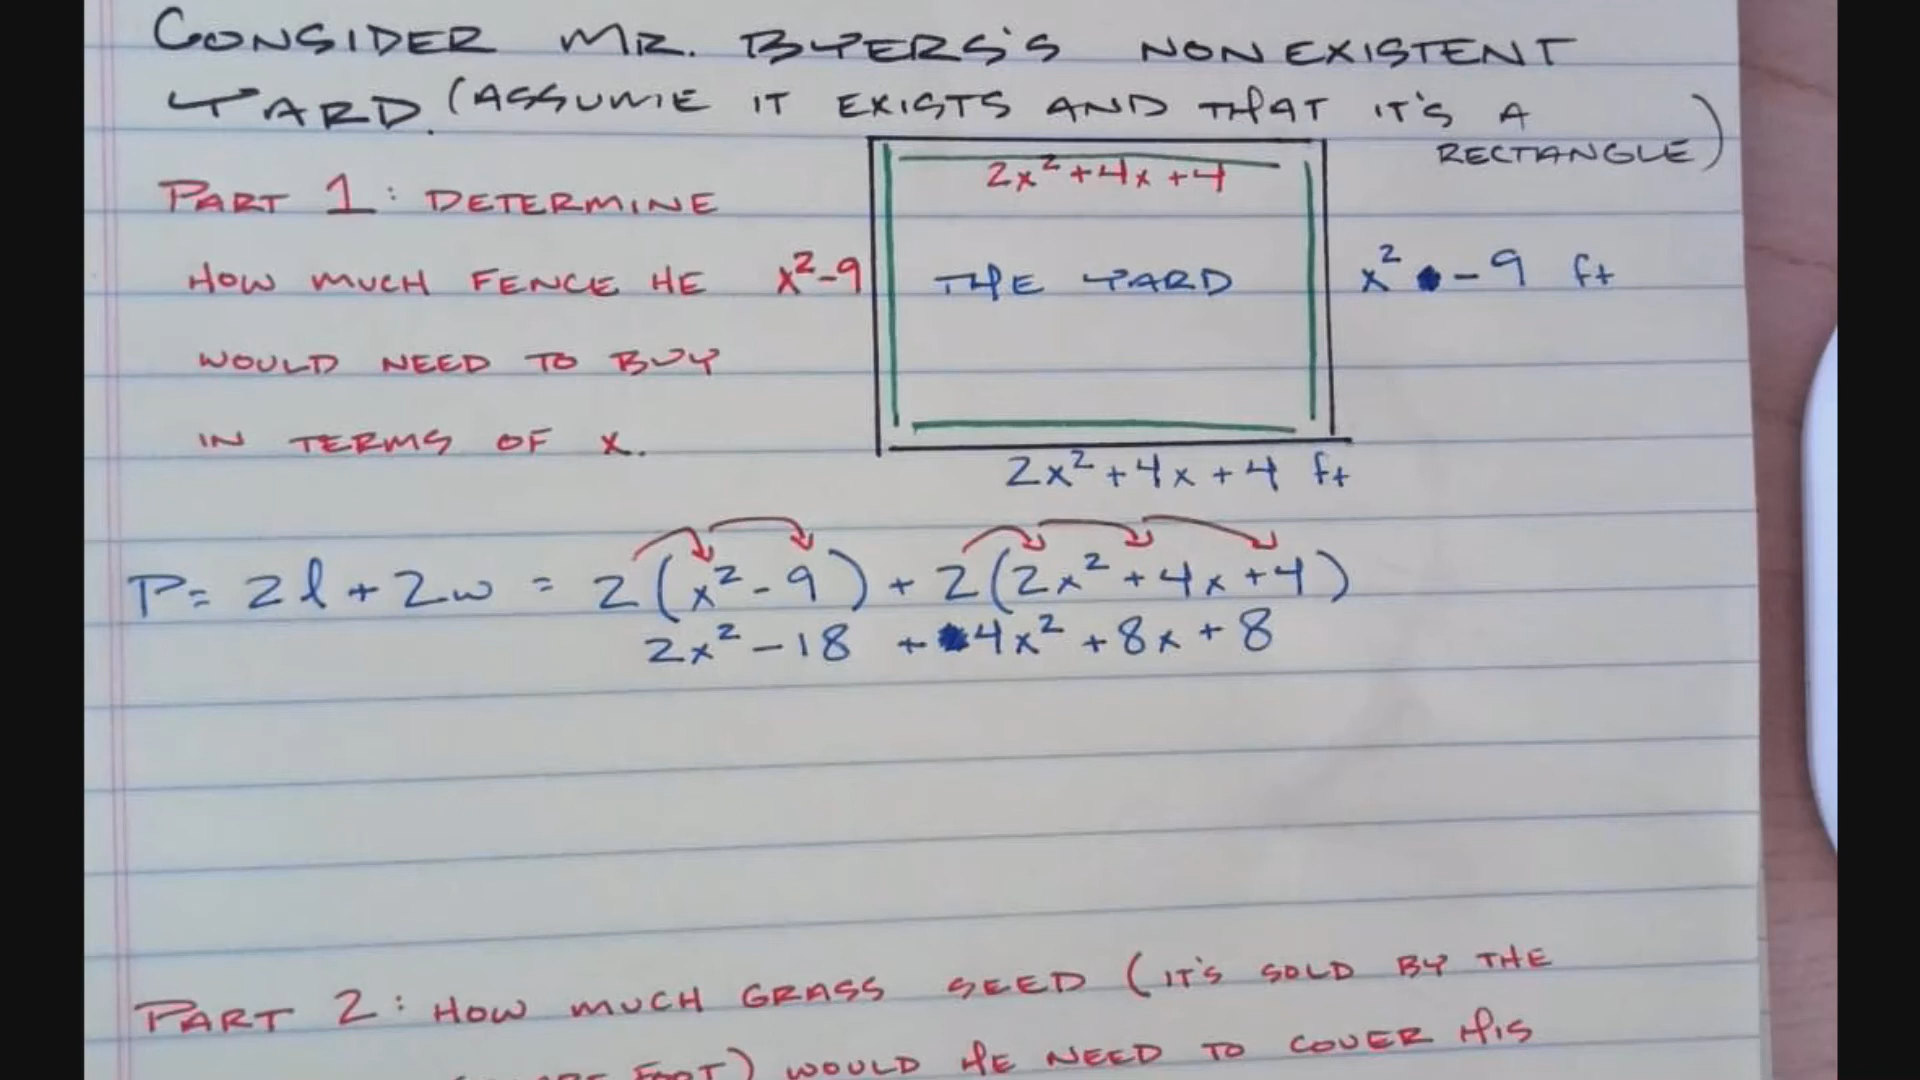 CONSIDER MR. BYERS'S NONEXISTENT
YARD. (ASSUME IT EXISTS AND THAT IT'S A
RECTANGLE)
PART 1: DETERMINE
HOW MUCH FENCE HE
WOULD NEED TO BUY
IN TERMS OF X.
2x² + 4x + 4
x² - 9
THE YARD
x² - 9 ft
2x² + 4x + 4 ft
P = 2l + 2w = 2(x² - 9) + 2(2x² + 4x + 4)
2x² - 18 + 4x² + 8x + 8
PART 2: HOW MUCH GRASS SEED (IT'S SOLD BY THE
FOOT) WOULD HE NEED TO COVER HIS